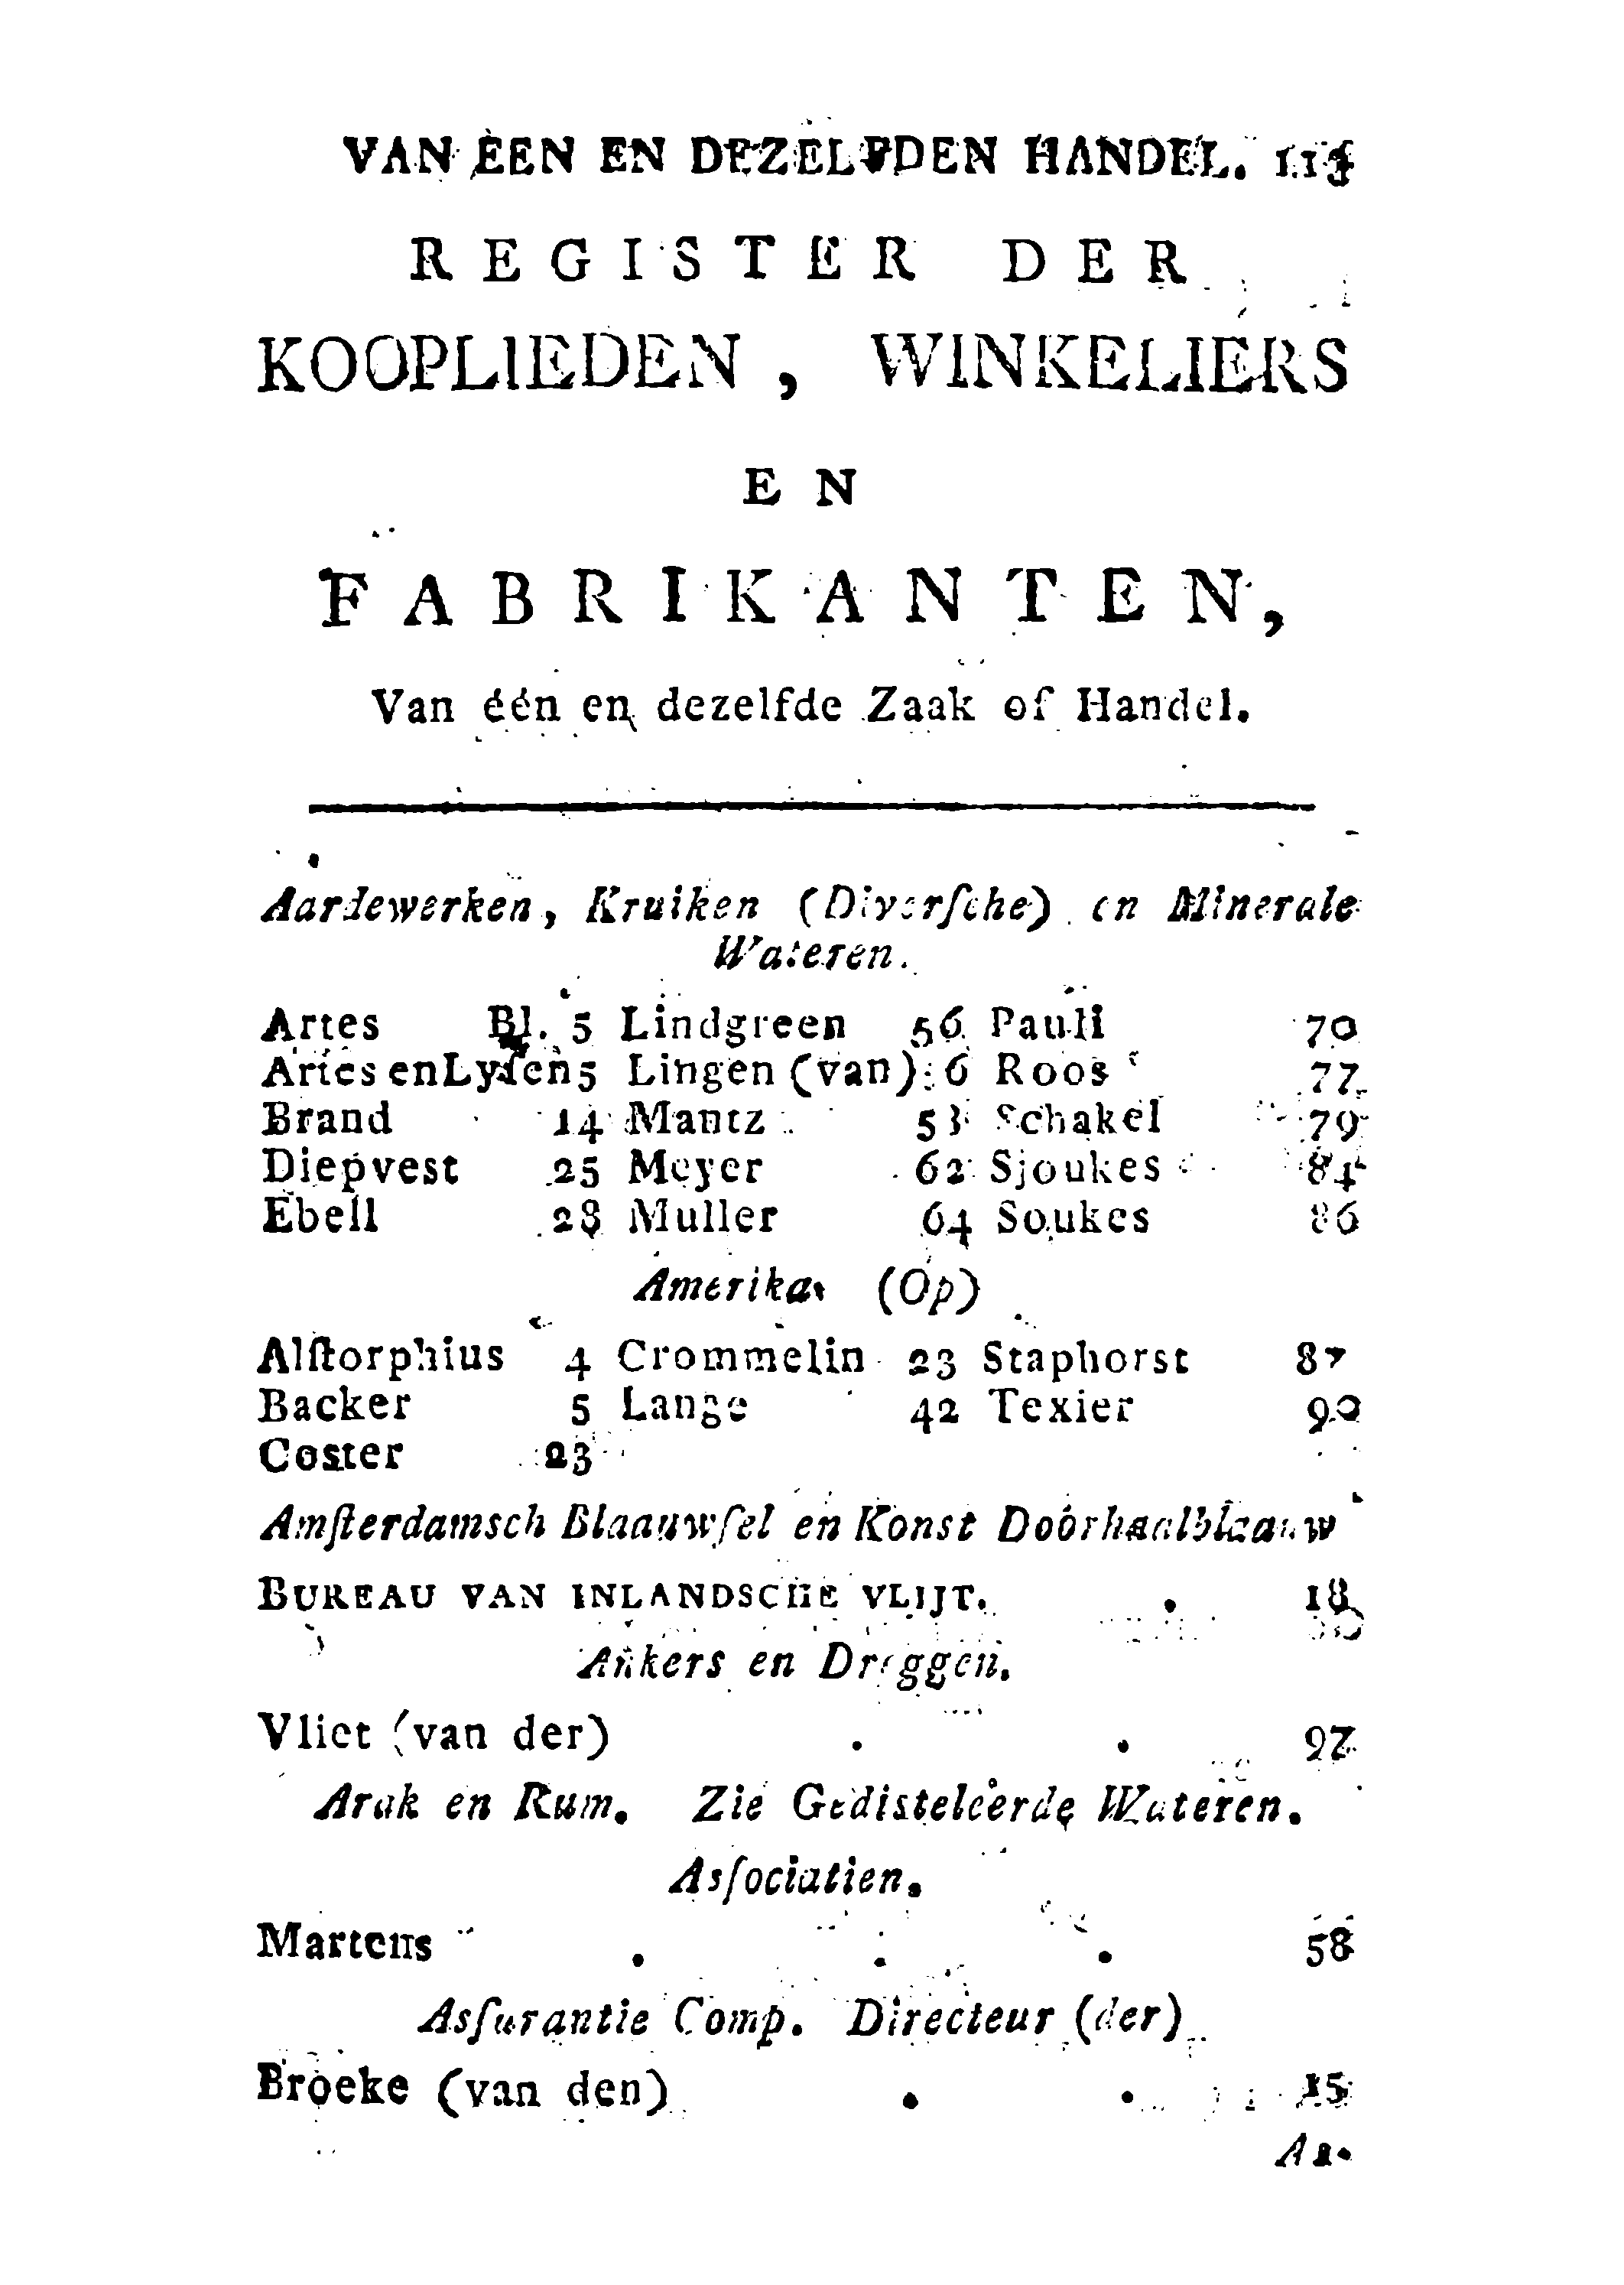 VAN EEN EN DEZELFDEN HANDEL. 115
REGISTER DER
KOOPLIEDEN, WINKELIERS
EN
FABRIKANTEN,
Van één en dezelfde Zaak of Handel.
Aardewerken, Kruiken (Diverſche) en Minerale
Wateren.
Artes Bl. 5 Lindgreen 56 Pauli 70
Artes en Lyſens 5 Lingen (van) 6 Roos 77
Brand 14 Mantz Schakel 79
Diepvest 25 Meyer 62 Sjoukes 84
Ebell 28 Muller 64 Soukes 86
Amerika (Op)
Alſtorphius 4 Crommelin 23 Staphorst 87
Backer 5 Lange 42 Texier 90
Coster 23
Amſterdamsch Blaauwſel en Konst Doorhaalblaauw
BUREAU VAN INLANDSCHE VLIJT. . 18
Ankers en Dreggen.
Vliet (van der) . . 97
Arak en Rum. Zie Gedisteleerde Wateren.
Asſociatien.
Martens . . . 58
Asſurantie Comp. Directeur (der)
Broeke (van den) . . 15